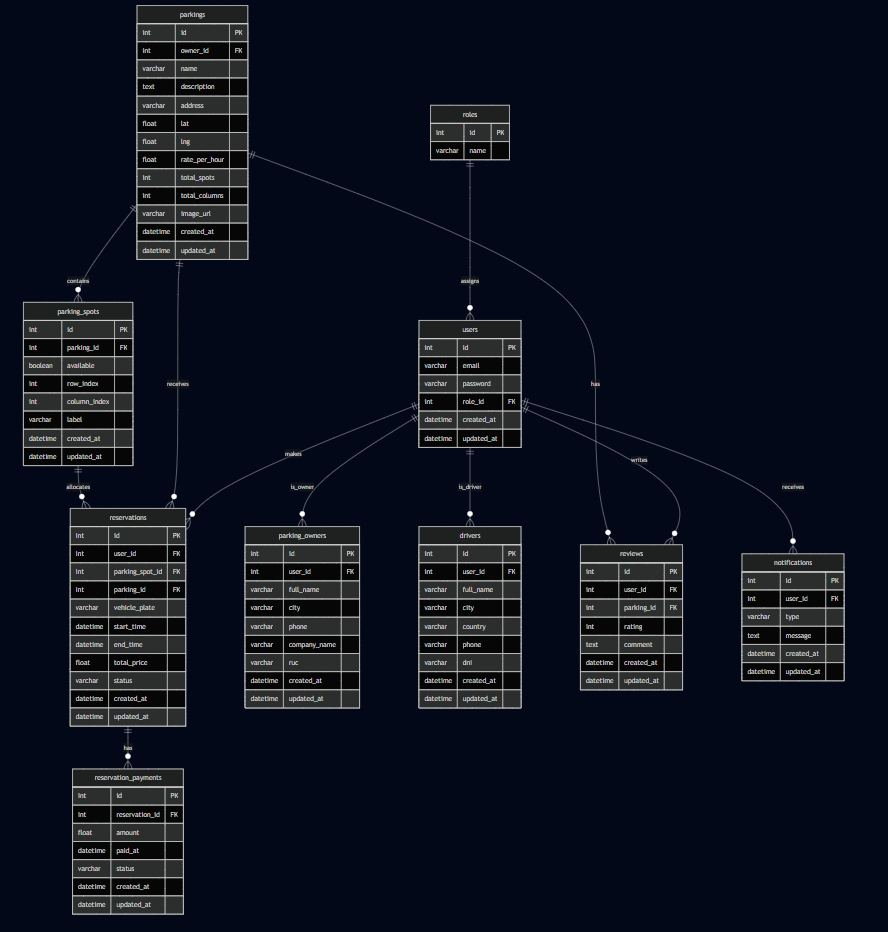 parkings
int id PK
int owner_id FK
varchar name
text description
varchar address
float lat
float lng
float rate_per_hour
int total_spots
int total_columns
varchar image_url
datetime created_at
datetime updated_at
roles
int id PK
varchar name
contains
assigns
parking_spots
int id PK
int parking_id FK
boolean available
int row_index
int column_index
varchar label
datetime created_at
datetime updated_at
users
int id PK
varchar email
varchar password
int role_id FK
datetime created_at
datetime updated_at
receives
has
makes
writes
allocates
is_owner
is_driver
receives
reservations
int id PK
int user_id FK
int parking_spot_id FK
int parking_id FK
varchar vehicle_plate
datetime start_time
datetime end_time
float total_price
varchar status
datetime created_at
datetime updated_at
parking_owners
int id PK
int user_id FK
varchar full_name
varchar city
varchar phone
varchar company_name
varchar ruc
datetime created_at
datetime updated_at
drivers
int id PK
int user_id FK
varchar full_name
varchar city
varchar country
varchar phone
varchar dni
datetime created_at
datetime updated_at
reviews
int id PK
int user_id FK
int parking_id FK
int rating
text comment
datetime created_at
datetime updated_at
notifications
int id PK
int user_id FK
varchar type
text message
datetime created_at
datetime updated_at
has
reservation_payments
int id PK
int reservation_id FK
float amount
datetime paid_at
varchar status
datetime created_at
datetime updated_at